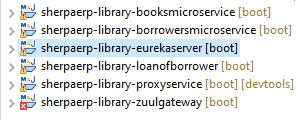 sherpaerp-library-booksmicroservice [boot]
sherpaerp-library-borrowersmicroservice [boot]
sherpaerp-library-eurekaserver [boot]
sherpaerp-library-loanofborrower [boot]
sherpaerp-library-proxyservice [boot] [devtools]
sherpaerp-library-zuulgateway [boot]